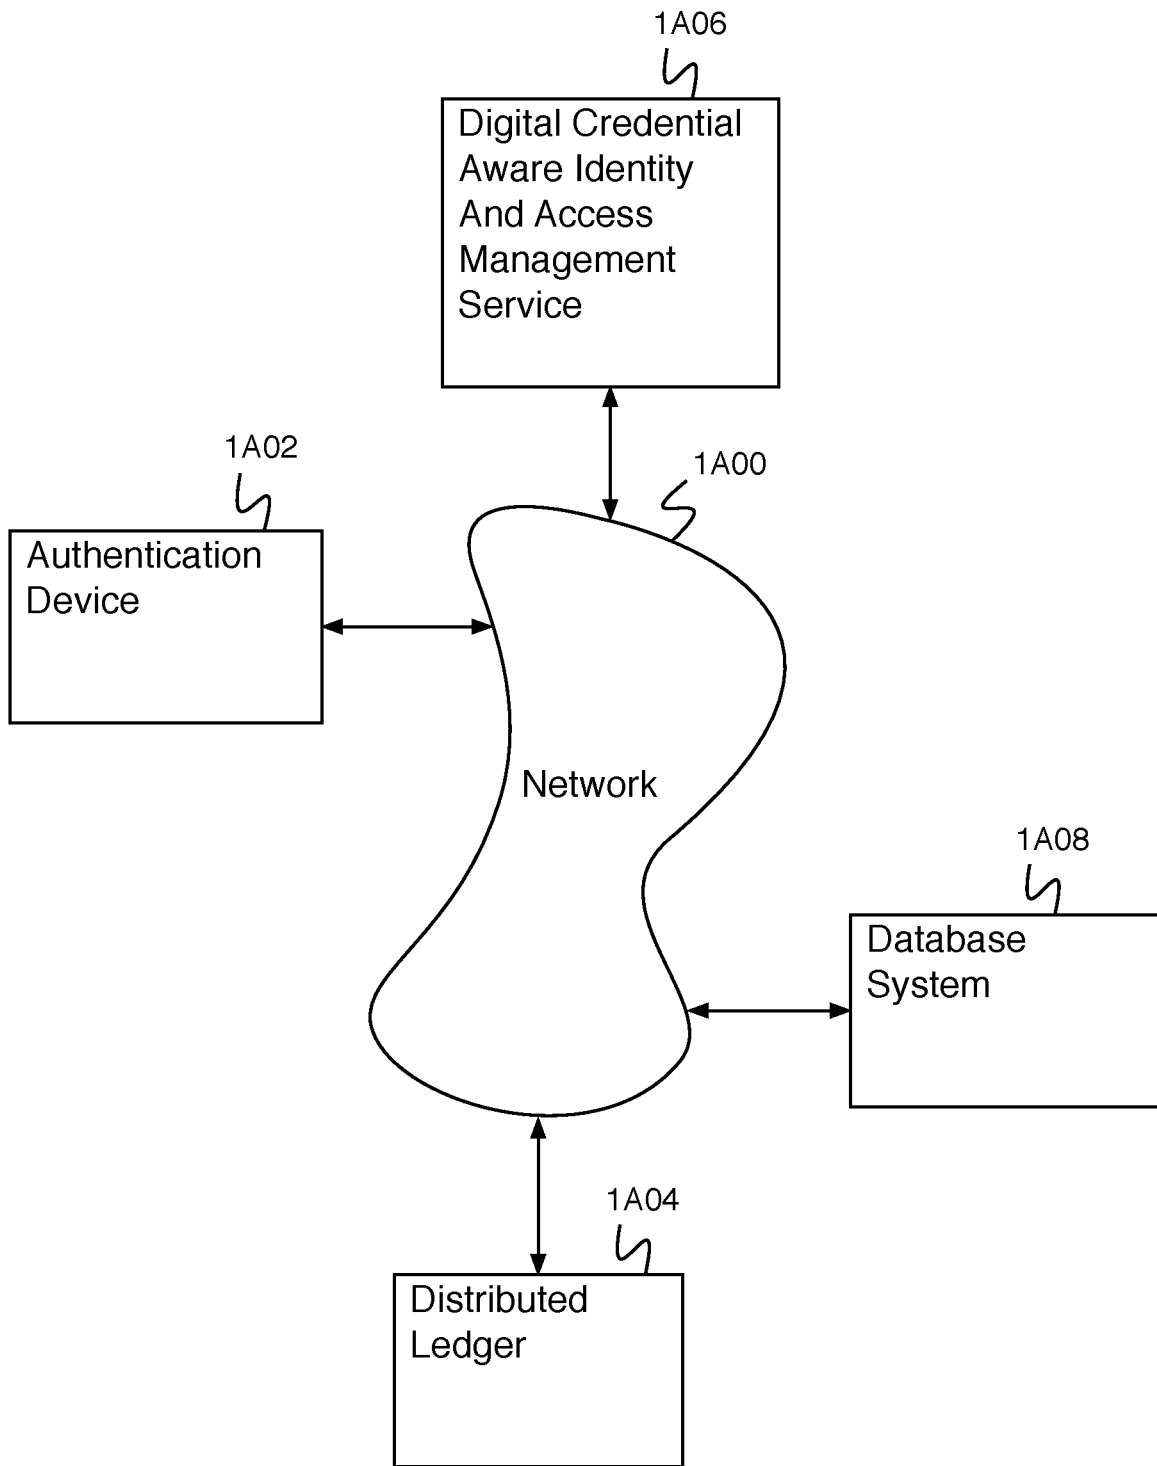 1A06
Digital Credential
Aware Identity
And Access
Management
Service
1A02
1A00
Authentication
Device
Network
1A08
Database
System
1A04
Distributed
Ledger